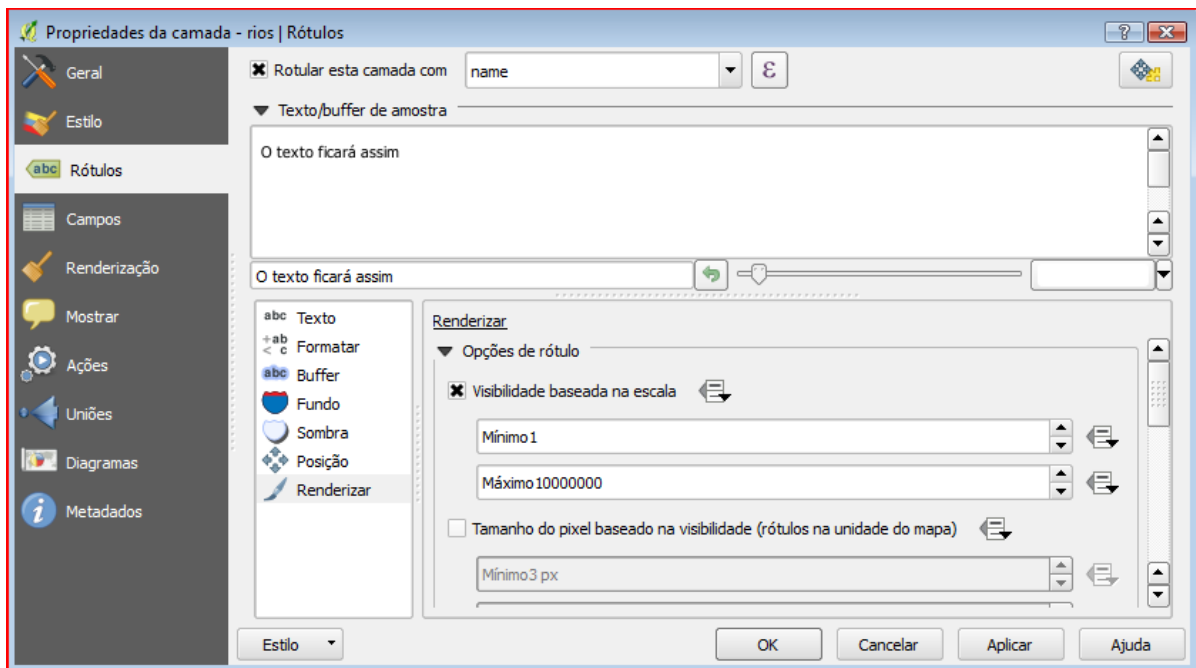 Propriedades da camada - rios | Rótulos
Geral
Estilo
abc Rótulos
Campos
Renderização
Mostrar
Ações
Uniões
Diagramas
Metadados
Rotular esta camada com name ε
Texto/buffer de amostra
O texto ficará assim
O texto ficará assim
abc Texto
+ab < c Formatar
abc Buffer
Fundo
Sombra
Posição
Renderizar
Renderizar
Opções de rótulo
Visibilidade baseada na escala
Mínimo 1
Máximo 10000000
Tamanho do pixel baseado na visibilidade (rótulos na unidade do mapa)
Mínimo 3 px
Estilo OK Cancelar Aplicar Ajuda